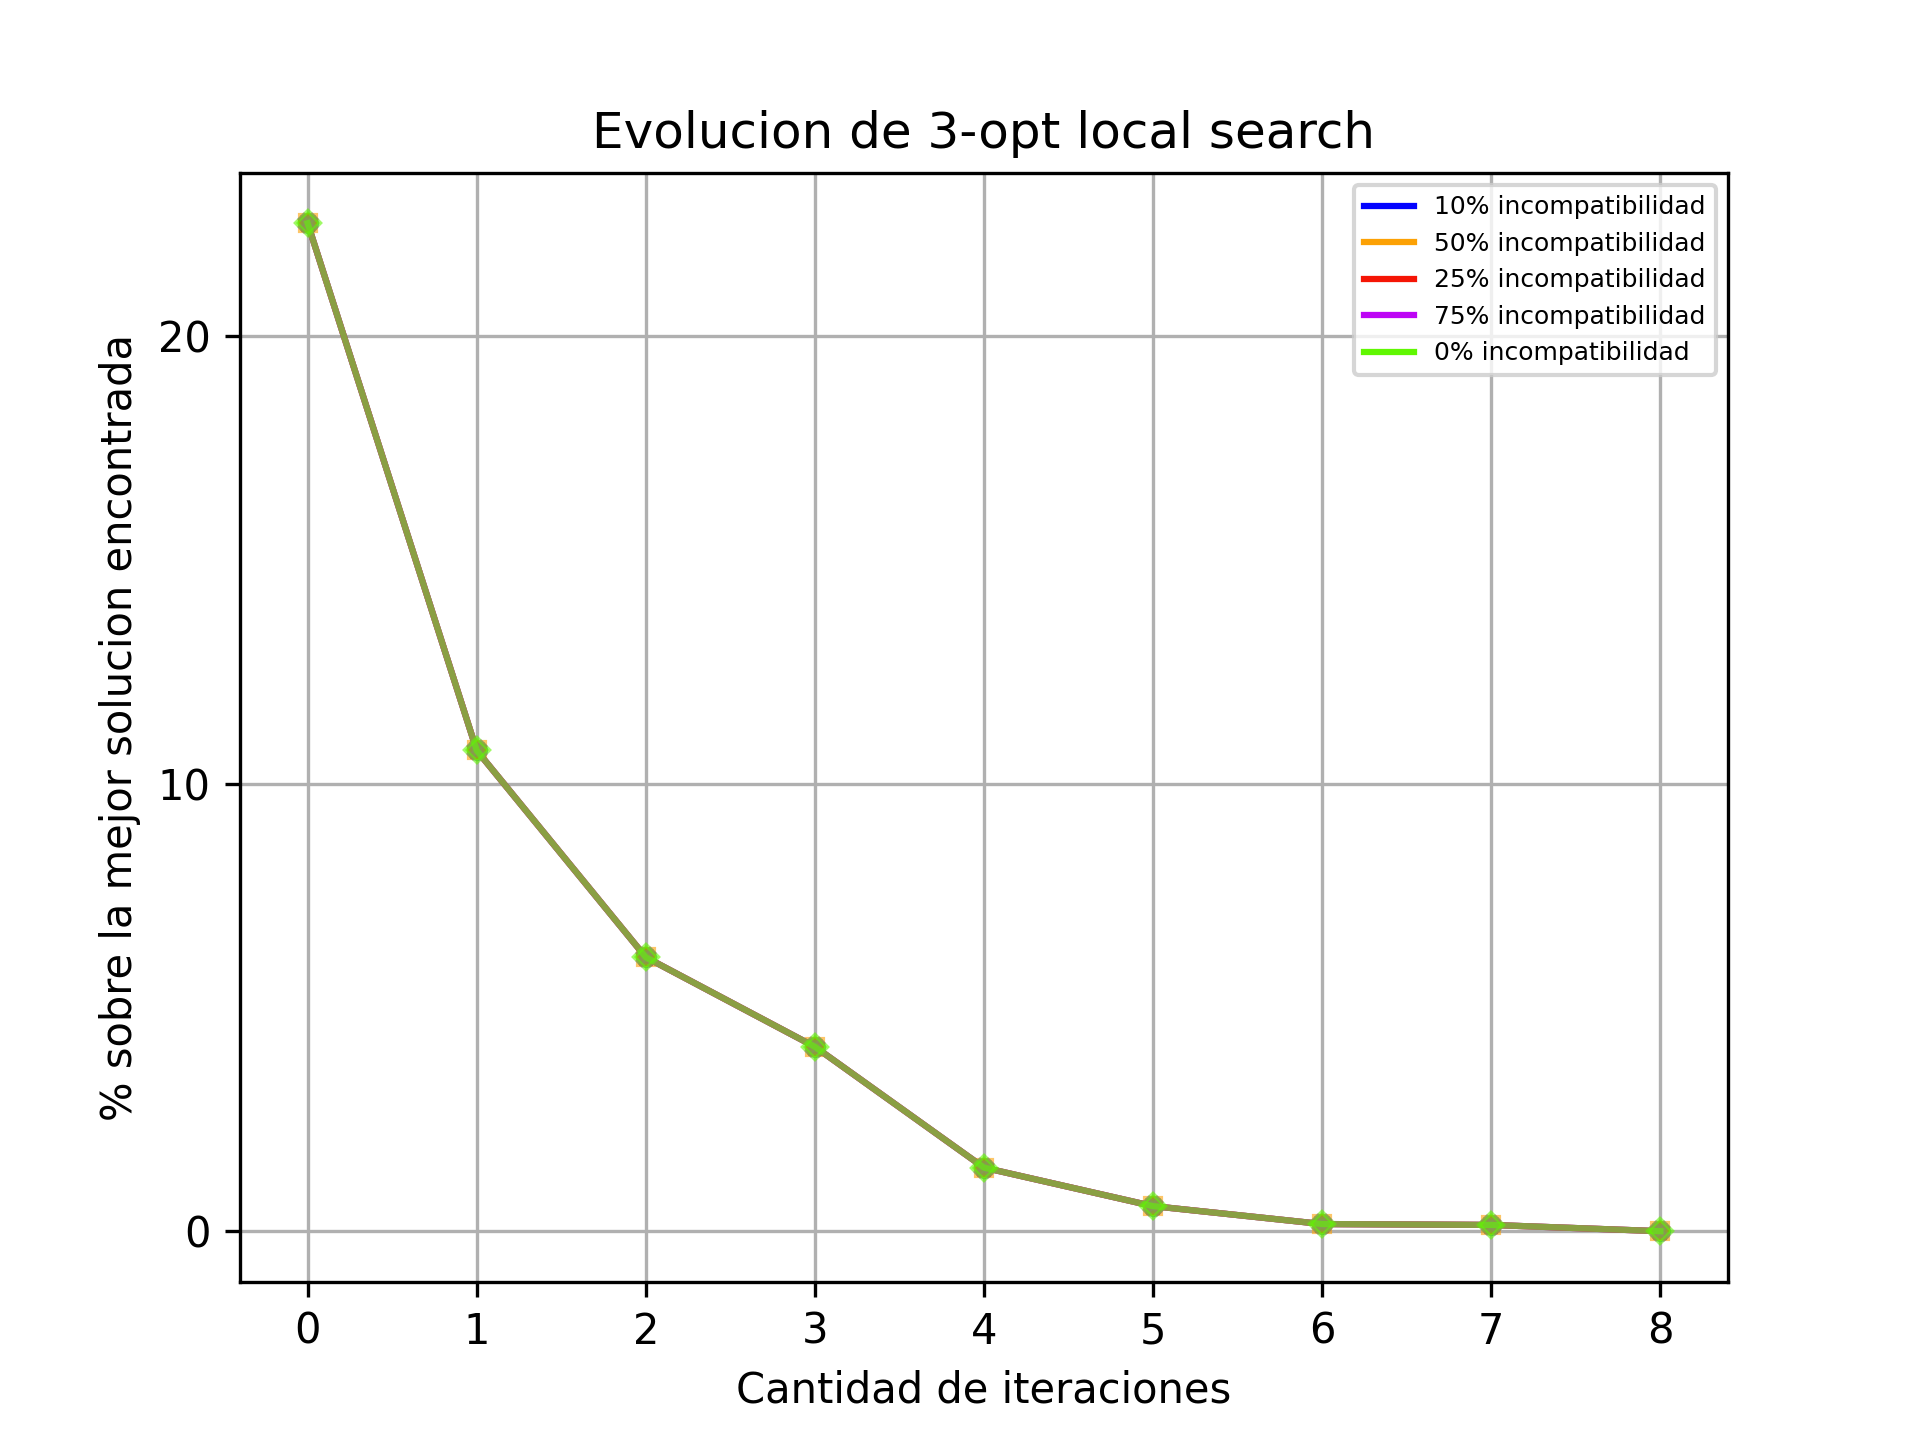 Evolucion de 3-opt local search
10% incompatibilidad
50% incompatibilidad
25% incompatibilidad
75% incompatibilidad
0% incompatibilidad
% sobre la mejor solucion encontrada
20
10
0
0 1 2 3 4 5 6 7 8
Cantidad de iteraciones